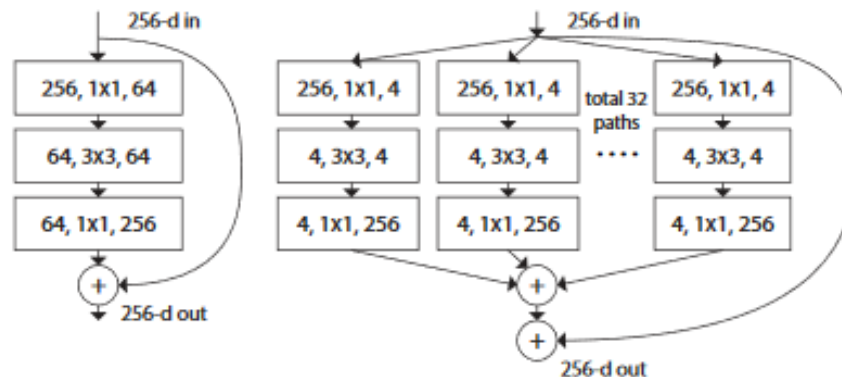 256-d in
256, 1x1, 64
64, 3x3, 64
64, 1x1, 256
+
256-d out
256-d in
256, 1x1, 4
256, 1x1, 4
total 32
paths
256, 1x1, 4
4, 3x3, 4
4, 3x3, 4
....
4, 3x3, 4
4, 1x1, 256
4, 1x1, 256
4, 1x1, 256
+
+
256-d out